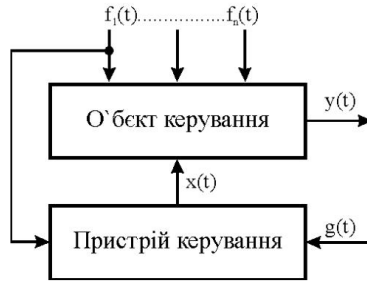 f₁(t)....................fₙ(t)
О`бєкт керування
y(t)
x(t)
Пристрій керування
g(t)